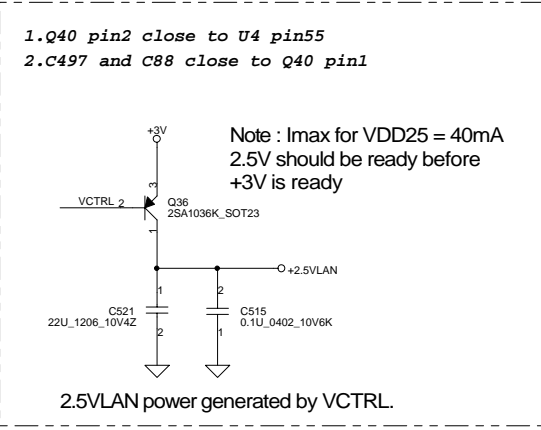 1.Q40 pin2 close to U4 pin55
2.C497 and C88 close to Q40 pin1
+3V
Note : Imax for VDD25 = 40mA
2.5V should be ready before
+3V is ready
3
VCTRL 2
Q36
2SA1036K_SOT23
1
+2.5VLAN
1
2
C521
22U_1206_10V4Z
C515
0.1U_0402_10V6K
2
1
2.5VLAN power generated by VCTRL.